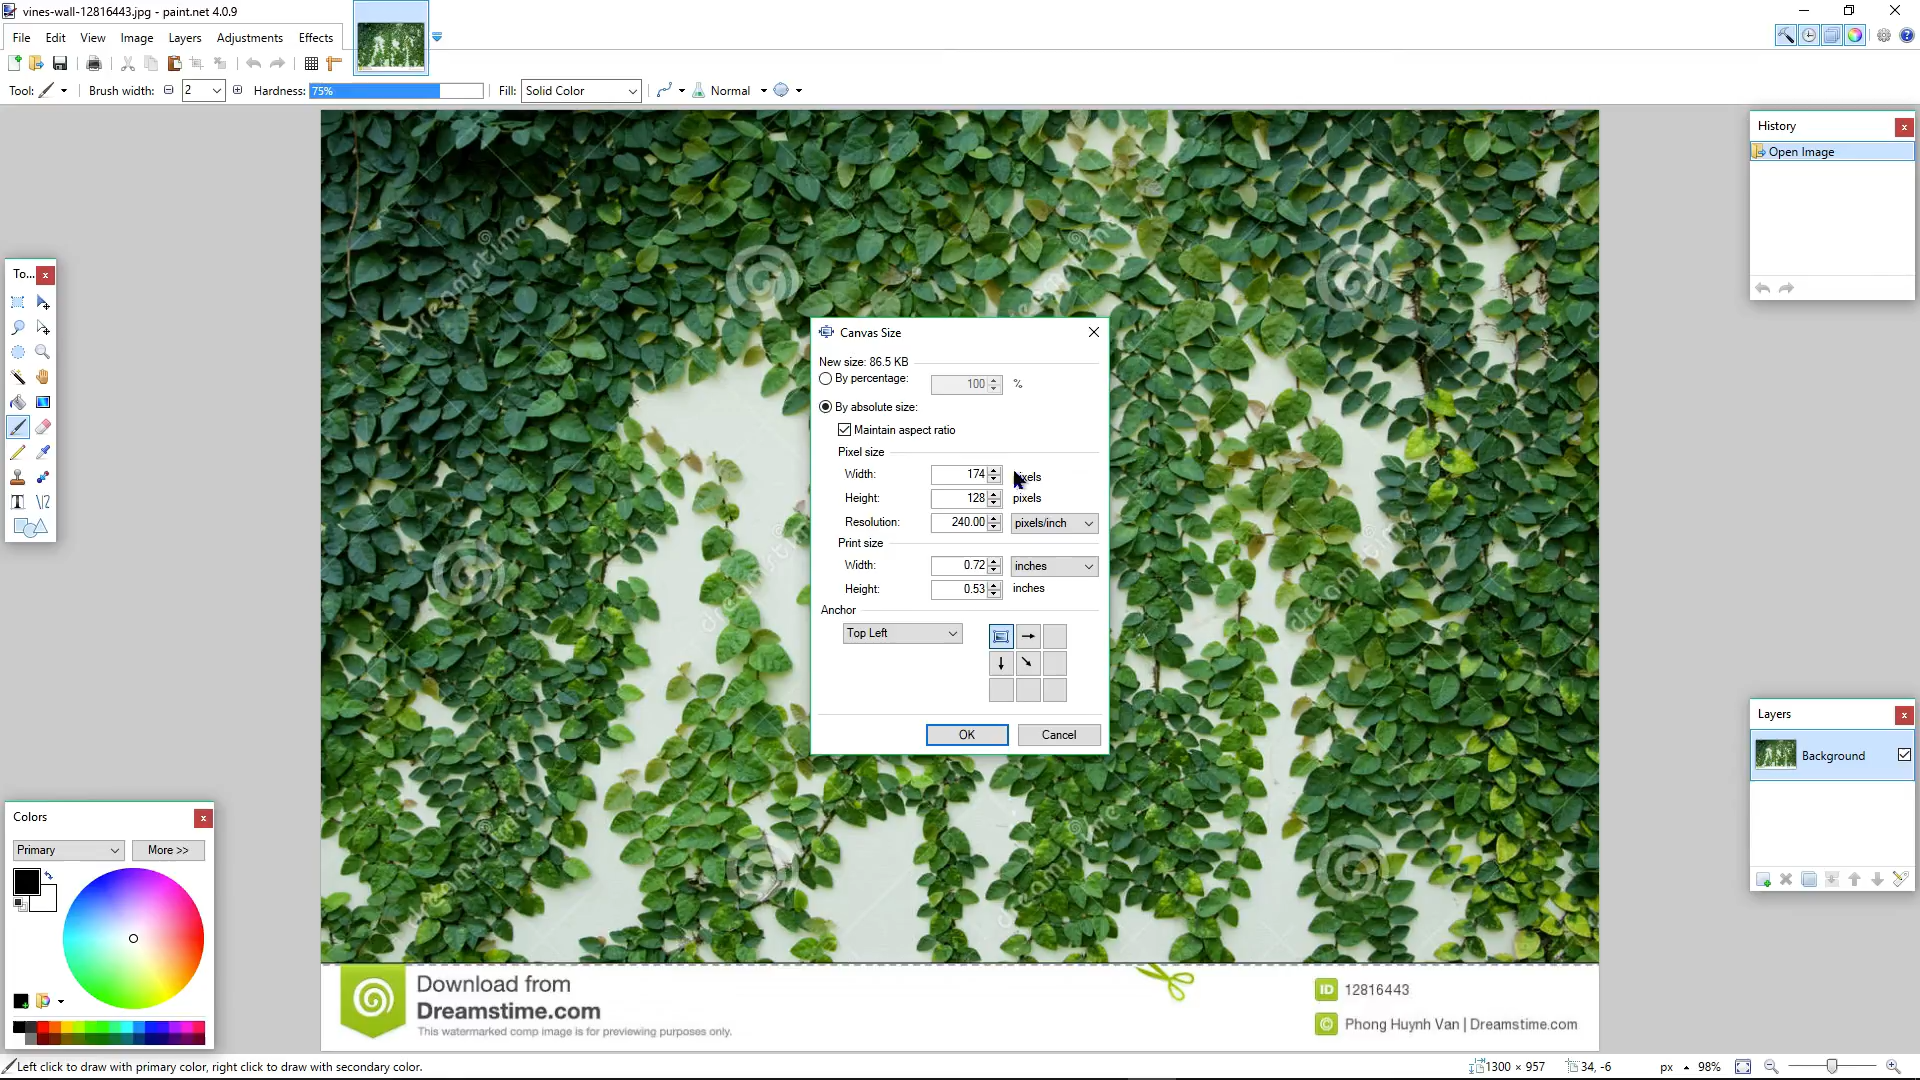 vines-wall-12816443.jpg - paint.net 4.0.9
File Edit View Image Layers Adjustments Effects
Tool: Brush width: 2 Hardness: 75% Fill: Solid Color Normal
History
Open Image
To...
Canvas Size
New size: 86.5 KB
By percentage: 100 %
By absolute size:
Maintain aspect ratio
Pixel size
Width: 174
Height: 128 pixels
Resolution: 240.00 pixels/inch
Print size
Width: 0.72 inches
Height: 0.53 inches
Anchor
Top Left
OK Cancel
Layers
Background
Colors
Primary More >>
dreamstime
Download from
Dreamstime.com
This watermarked comp image is for previewing purposes only.
ID 12816443
© Phong Huynh Van | Dreamstime.com
Left click to draw with primary color, right click to draw with secondary color.
1300 × 957 34, -6 px 98%